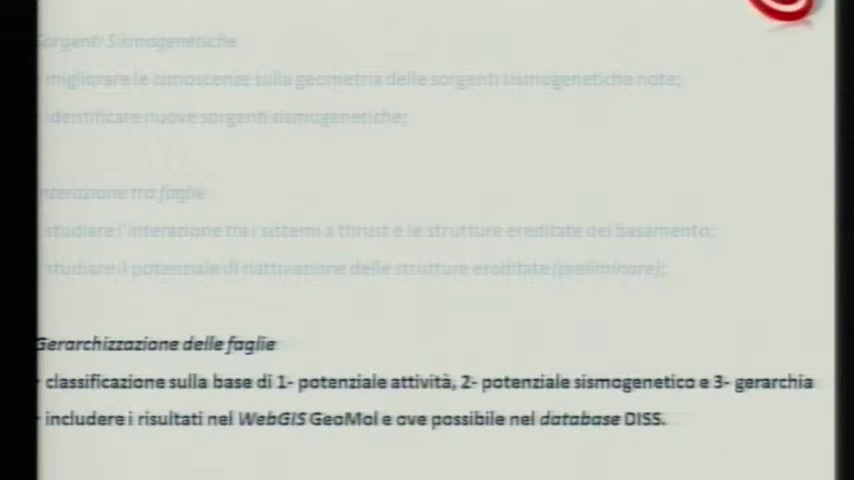 Sorgenti Sismogenetiche
- migliorare le conoscenze sulla geometria delle sorgenti sismogenetiche note;
- identificare nuove sorgenti sismogenetiche;
Interazione tra faglie
- studiare l'interazione tra i sistemi a thrust e le strutture ereditate del basamento;
- studiare il potenziale di riattivazione delle strutture ereditate (preliminare);
Gerarchizzazione delle faglie
- classificazione sulla base di 1- potenziale attività, 2- potenziale sismogenetico e 3- gerarchia
- includere i risultati nel WebGIS GeoMol e ove possibile nel database DISS.